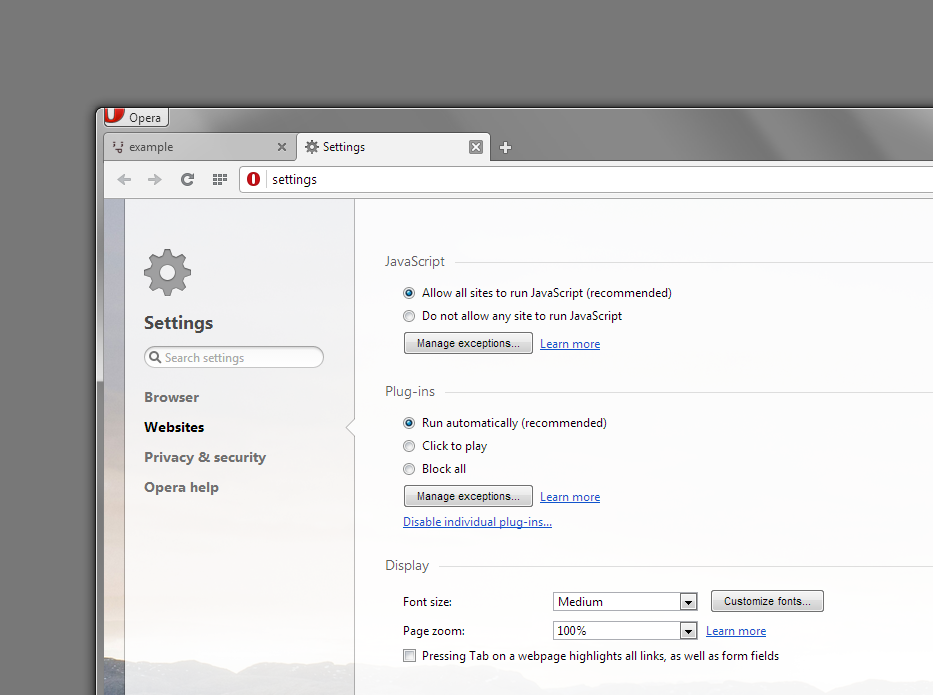 Opera
example
Settings
settings
Settings
Search settings
Browser
Websites
Privacy & security
Opera help
JavaScript
Allow all sites to run JavaScript (recommended)
Do not allow any site to run JavaScript
Manage exceptions... Learn more
Plug-ins
Run automatically (recommended)
Click to play
Block all
Manage exceptions... Learn more
Disable individual plug-ins...
Display
Font size: Medium Customize fonts...
Page zoom: 100% Learn more
Pressing Tab on a webpage highlights all links, as well as form fields